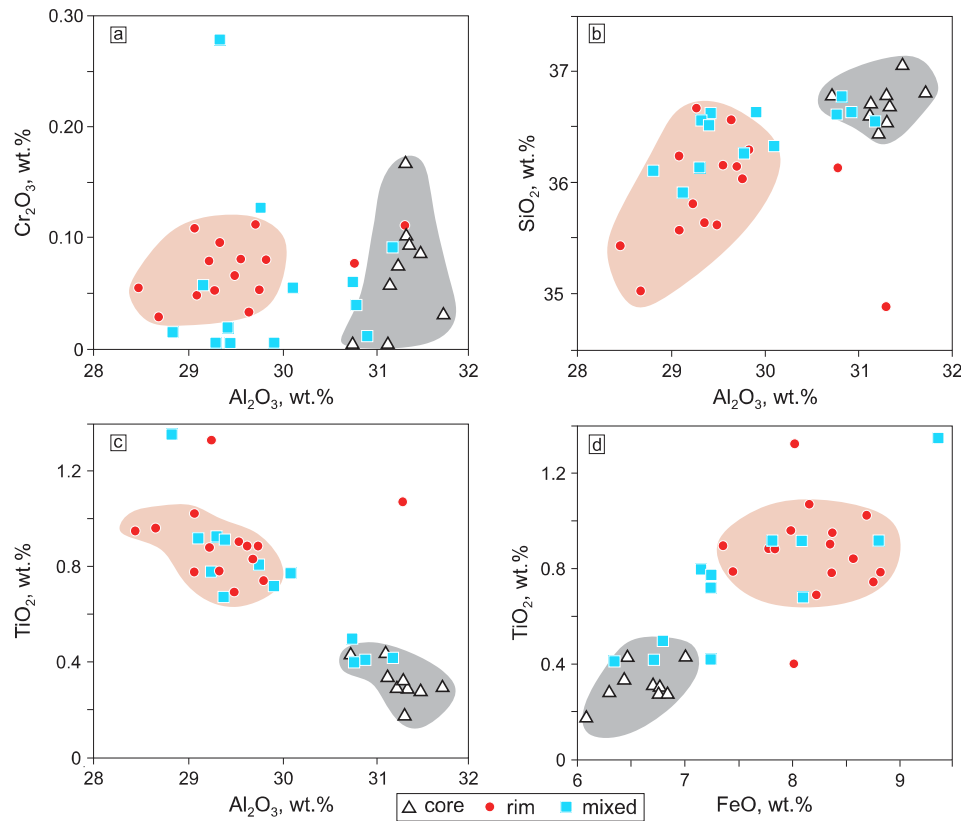 a
0.30
0.20
0.10
0
Cr₂O₃, wt.%
28 29 30 31 32
Al₂O₃, wt.%
b
37
36
35
SiO₂, wt.%
28 29 30 31 32
Al₂O₃, wt.%
c
1.2
0.8
0.4
0
TiO₂, wt.%
28 29 30 31 32
Al₂O₃, wt.%
d
1.2
0.8
0.4
0
TiO₂, wt.%
6 7 8 9
FeO, wt.%
core rim mixed